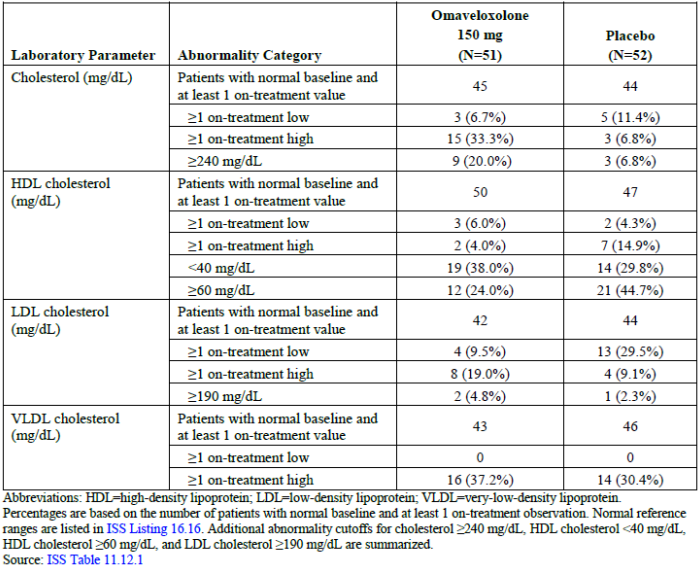 Laboratory Parameter Abnormality Category Omaveloxolone 150 mg (N=51) Placebo (N=52)
Cholesterol (mg/dL) Patients with normal baseline and at least 1 on-treatment value 45 44
≥1 on-treatment low 3 (6.7%) 5 (11.4%)
≥1 on-treatment high 15 (33.3%) 3 (6.8%)
≥240 mg/dL 9 (20.0%) 3 (6.8%)
HDL cholesterol (mg/dL) Patients with normal baseline and at least 1 on-treatment value 50 47
≥1 on-treatment low 3 (6.0%) 2 (4.3%)
≥1 on-treatment high 2 (4.0%) 7 (14.9%)
<40 mg/dL 19 (38.0%) 14 (29.8%)
≥60 mg/dL 12 (24.0%) 21 (44.7%)
LDL cholesterol (mg/dL) Patients with normal baseline and at least 1 on-treatment value 42 44
≥1 on-treatment low 4 (9.5%) 13 (29.5%)
≥1 on-treatment high 8 (19.0%) 4 (9.1%)
≥190 mg/dL 2 (4.8%) 1 (2.3%)
VLDL cholesterol (mg/dL) Patients with normal baseline and at least 1 on-treatment value 43 46
≥1 on-treatment low 0 0
≥1 on-treatment high 16 (37.2%) 14 (30.4%)
Abbreviations: HDL=high-density lipoprotein; LDL=low-density lipoprotein; VLDL=very-low-density lipoprotein.
Percentages are based on the number of patients with normal baseline and at least 1 on-treatment observation. Normal reference
ranges are listed in ISS Listing 16.16. Additional abnormality cutoffs for cholesterol ≥240 mg/dL, HDL cholesterol <40 mg/dL,
HDL cholesterol ≥60 mg/dL, and LDL cholesterol ≥190 mg/dL are summarized.
Source: ISS Table 11.12.1